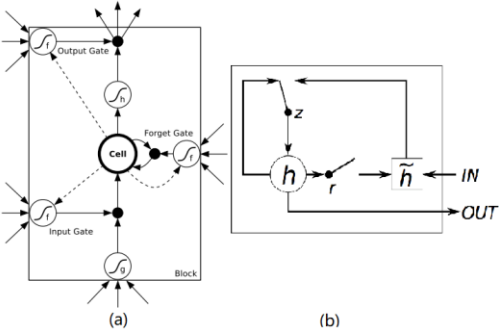 f
Output Gate
h
Forget Gate
Cell
f
f
Input Gate
g
Block
(a)
z
h
r
h̃
IN
OUT
(b)